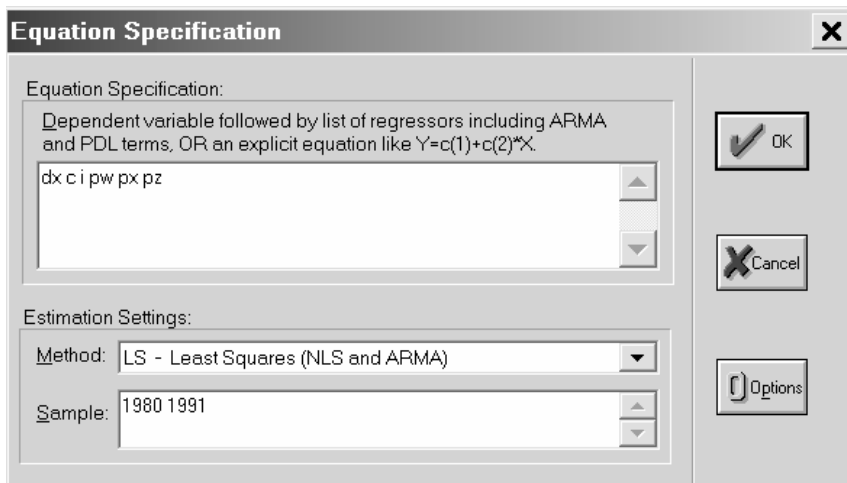 Equation Specification
Equation Specification:
Dependent variable followed by list of regressors including ARMA
and PDL terms, OR an explicit equation like Y=c(1)+c(2)*X.
dx c i pw px pz
OK
Cancel
Estimation Settings:
Method: LS - Least Squares (NLS and ARMA)
Sample: 1980 1991
Options